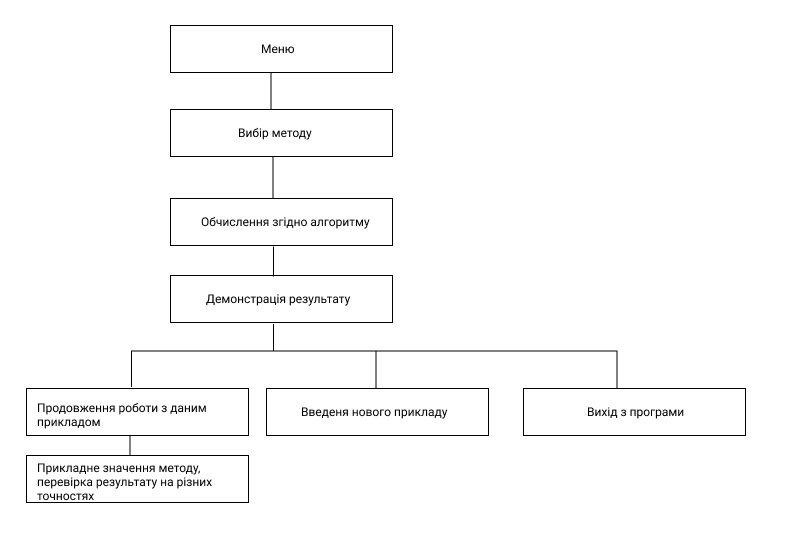 Меню
Вибір методу
Обчислення згідно алгоритму
Демонстрація результату
Продовження роботи з даним
прикладом
Введеня нового прикладу
Вихід з програми
Прикладне значення методу,
перевірка результату на різних
точностях